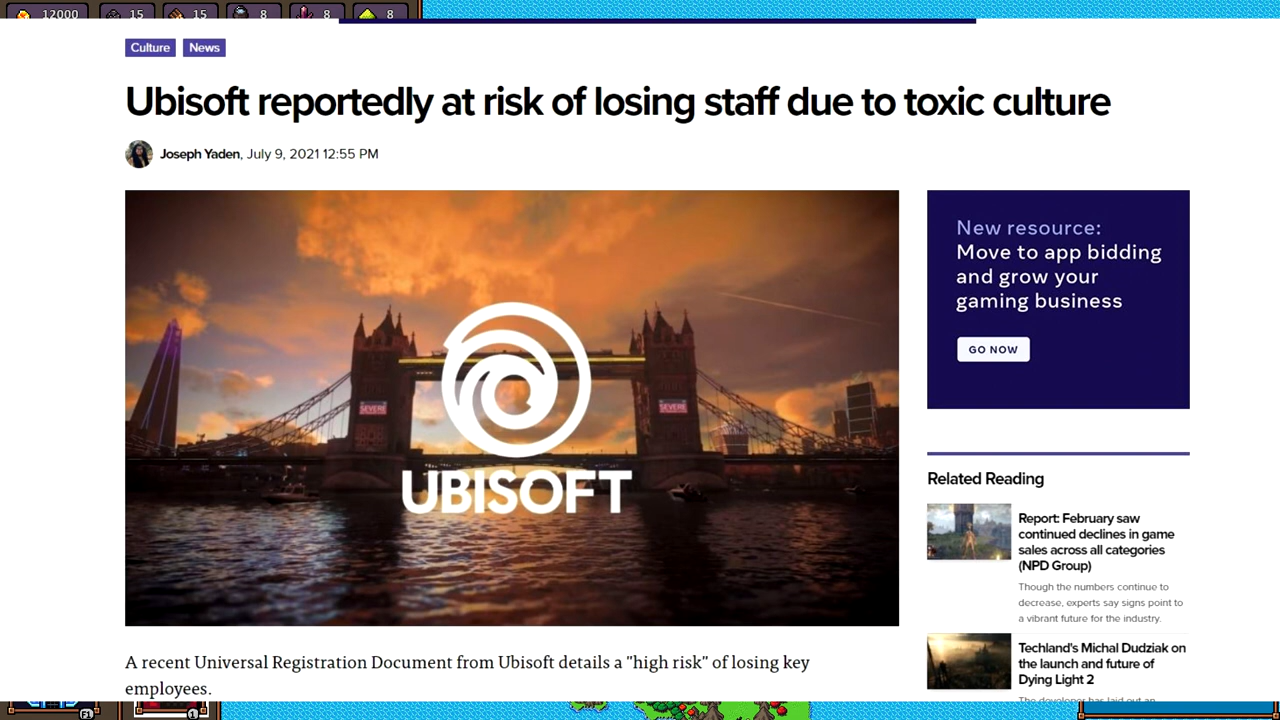 12000 15 15 8 8 8
Culture News
Ubisoft reportedly at risk of losing staff due to toxic culture
Joseph Yaden, July 9, 2021 12:55 PM
SEVERE SEVERE
UBISOFT
New resource:
Move to app bidding
and grow your
gaming business
GO NOW
Related Reading
Report: February saw
continued declines in game
sales across all categories
(NPD Group)
Though the numbers continue to
decrease, experts say signs point to
a vibrant future for the industry.
Techland's Michal Dudziak on
the launch and future of
Dying Light 2
The developer has laid out an
A recent Universal Registration Document from Ubisoft details a "high risk" of losing key
employees.
F1 1